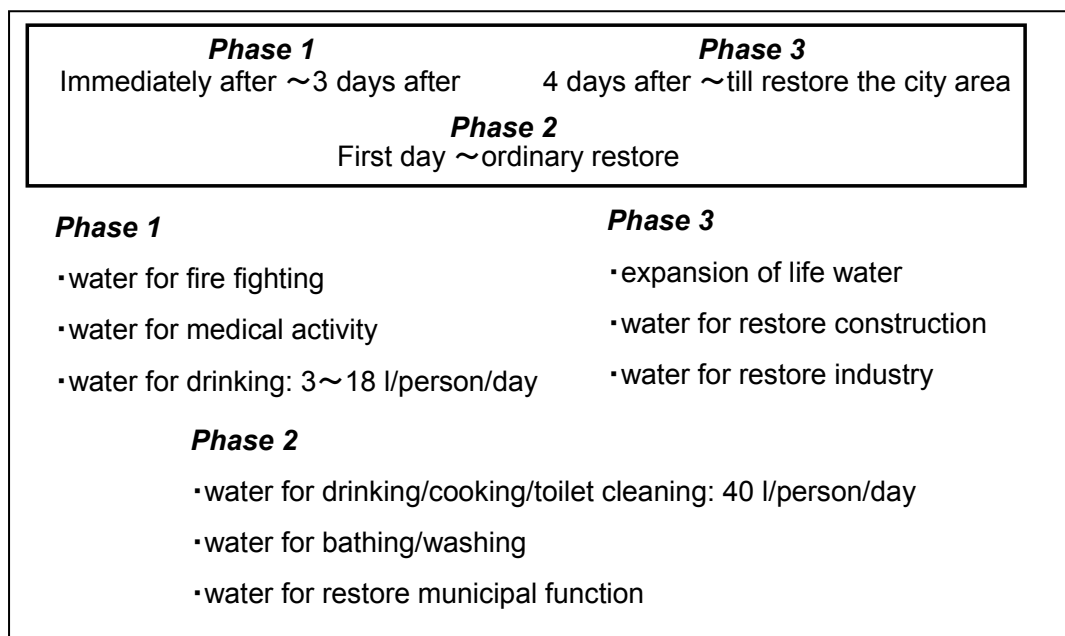 Phase 1
Immediately after ～3 days after
Phase 3
4 days after ～till restore the city area
Phase 2
First day ～ordinary restore
Phase 1
・water for fire fighting
・water for medical activity
・water for drinking: 3～18 l/person/day
Phase 3
・expansion of life water
・water for restore construction
・water for restore industry
Phase 2
・water for drinking/cooking/toilet cleaning: 40 l/person/day
・water for bathing/washing
・water for restore municipal function